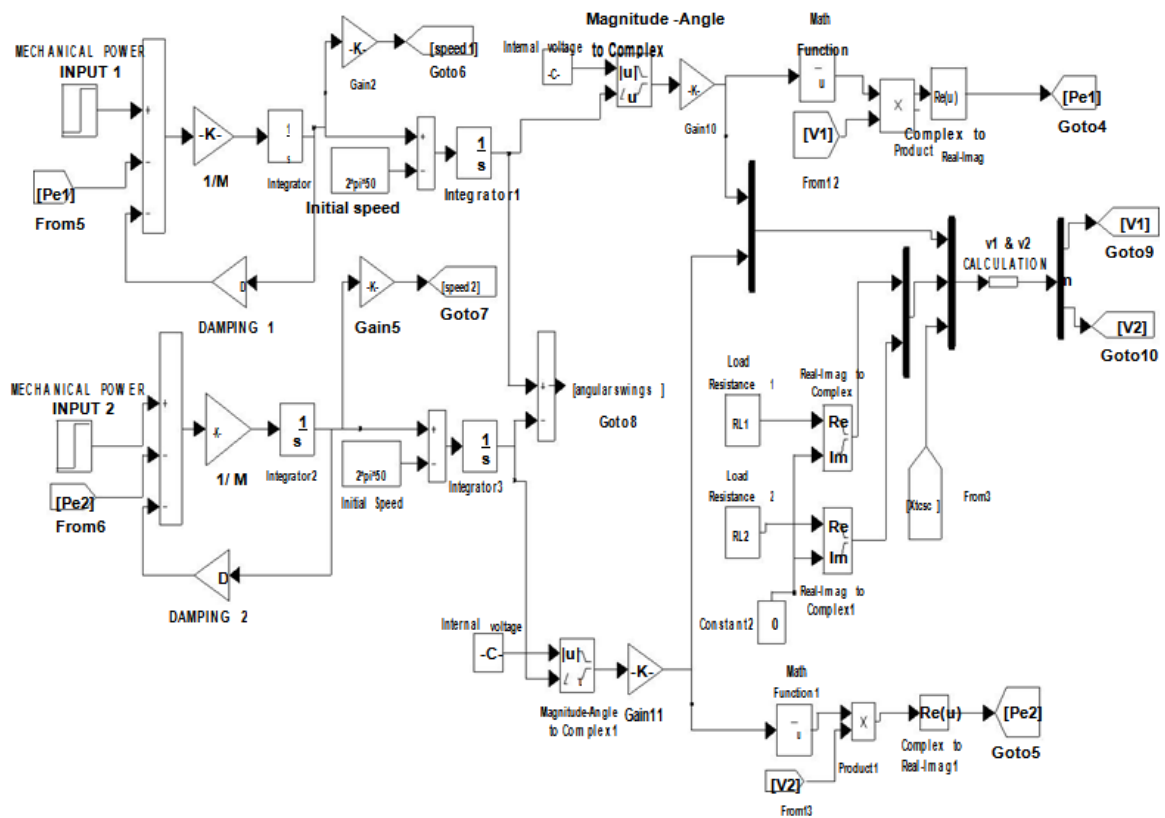 Magnitude -Angle
to Complex
Math
Function
MECHANICAL POWER
INPUT 1
-K-
[speed1]
Goto6
Gain2
Internal voltage
-C-
|u|
u
-K-
Gain10
u
X
Product
Re(u)
Complex to
Real-Imag
[Pe1]
Goto4
[V1]
From12
+
-
-
-K-
1/M
1
s
Integrator
+
-
1
s
Integrator1
2*pi*50
Initial speed
[Pe1]
From5
D
DAMPING 1
-K-
Gain5
[speed2]
Goto7
v1 & v2
CALCULATION
m
[V1]
Goto9
[V2]
Goto10
MECHANICAL POWER
INPUT 2
+
-
-
-K-
1/ M
1
s
Integrator2
+
-
1
s
Integrator3
2*pi*50
Initial Speed
[Pe2]
From6
D
DAMPING 2
+
-
[angularswings ]
Goto8
Load
Resistance 1
RL1
Real-Imag to
Complex
Re
Im
Load
Resistance 2
RL2
Re
Im
Real-Imag to
Complex1
[Xtcsc ]
From3
Constant2
0
Internal voltage
-C-
|u|
Magnitude-Angle
to Complex1
-K-
Gain11
Math
Function1
u
X
Product1
Re(u)
Complex to
Real-Imag1
[Pe2]
Goto5
[V2]
From13